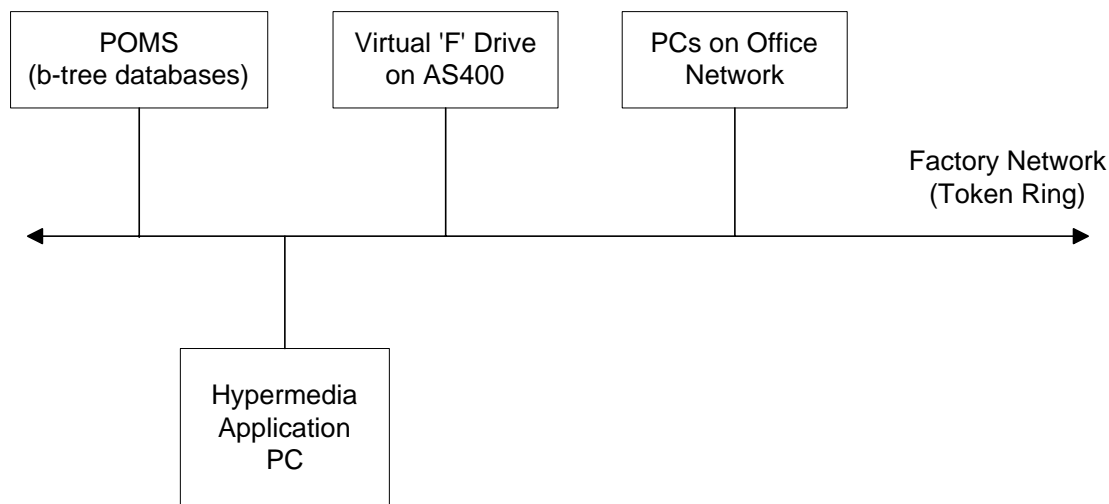 POMS
(b-tree databases)
Virtual 'F' Drive
on AS400
PCs on Office
Network
Factory Network
(Token Ring)
Hypermedia
Application
PC